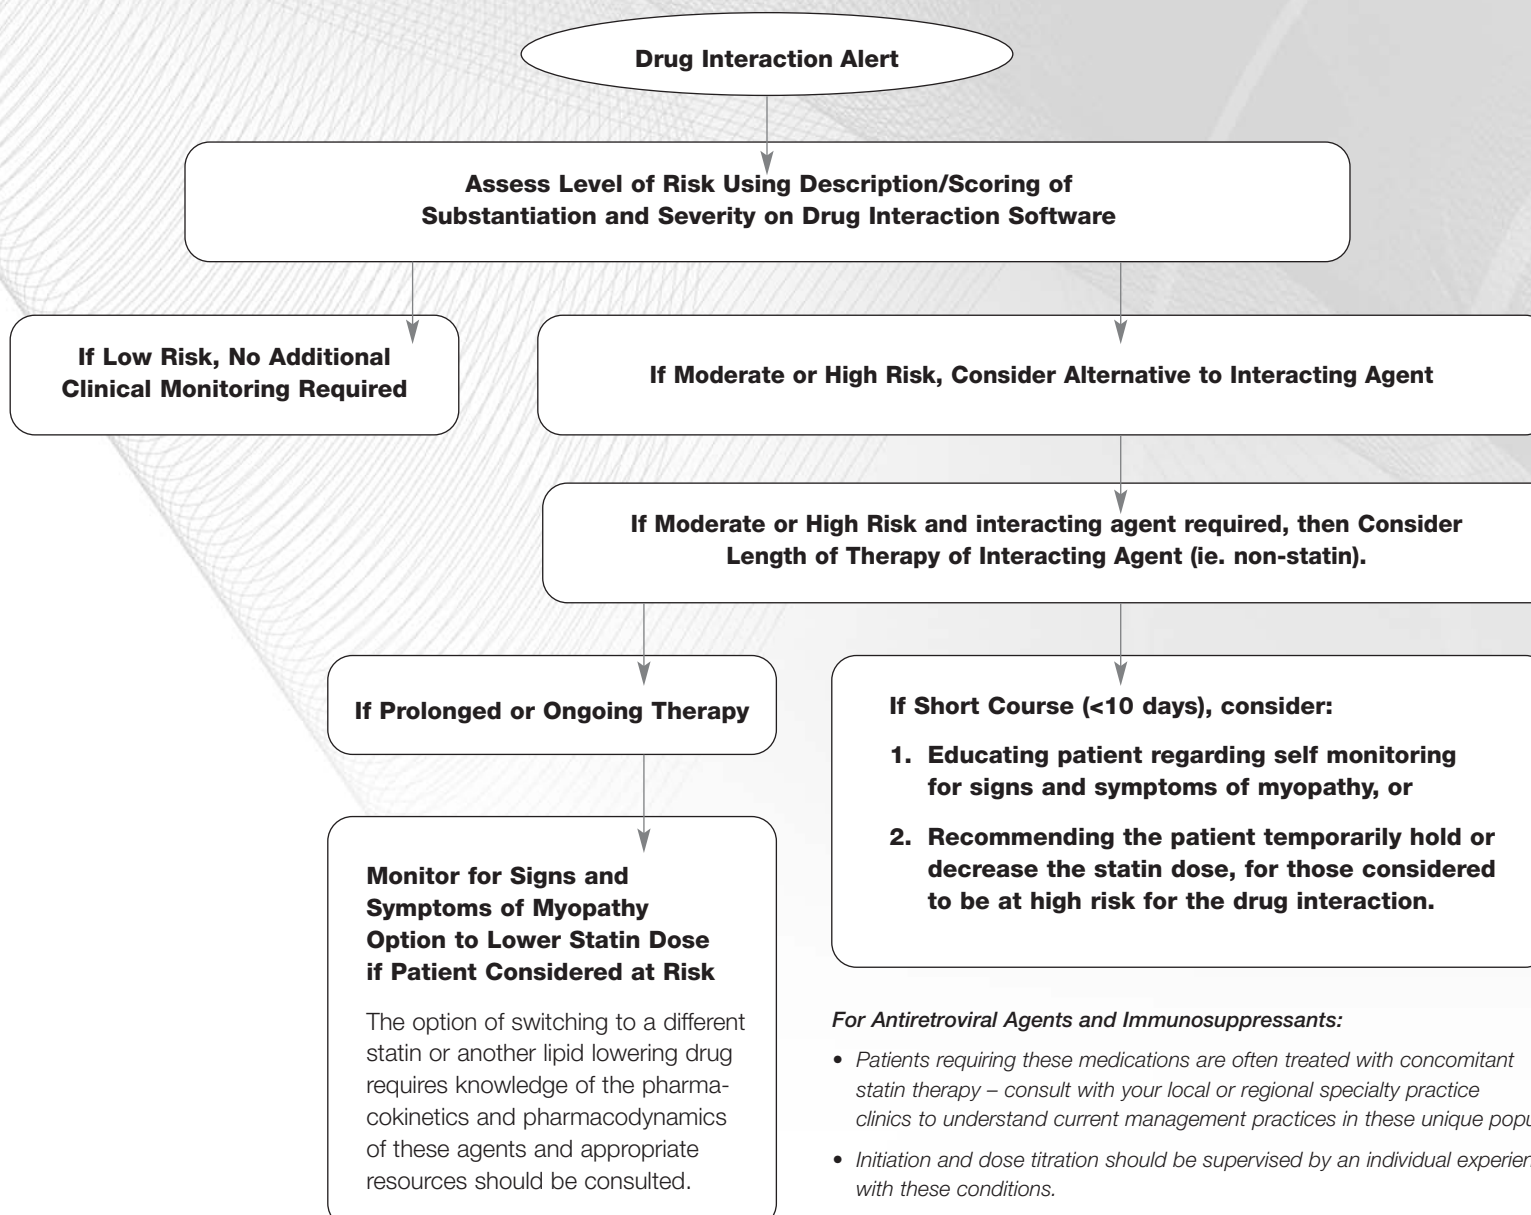 Drug Interaction Alert
Assess Level of Risk Using Description/Scoring of
Substantiation and Severity on Drug Interaction Software
If Low Risk, No Additional
Clinical Monitoring Required
If Moderate or High Risk, Consider Alternative to Interacting Agent
If Moderate or High Risk and interacting agent required, then Consider
Length of Therapy of Interacting Agent (ie. non-statin).
If Prolonged or Ongoing Therapy
Monitor for Signs and
Symptoms of Myopathy
Option to Lower Statin Dose
if Patient Considered at Risk
The option of switching to a different
statin or another lipid lowering drug
requires knowledge of the pharma-
cokinetics and pharmacodynamics
of these agents and appropriate
resources should be consulted.
If Short Course (<10 days), consider:
1. Educating patient regarding self monitoring
for signs and symptoms of myopathy, or
2. Recommending the patient temporarily hold or
decrease the statin dose, for those considered
to be at high risk for the drug interaction.
For Antiretroviral Agents and Immunosuppressants:
• Patients requiring these medications are often treated with concomitant
statin therapy – consult with your local or regional specialty practice
clinics to understand current management practices in these unique
• Initiation and dose titration should be supervised by an individual
with these conditions.